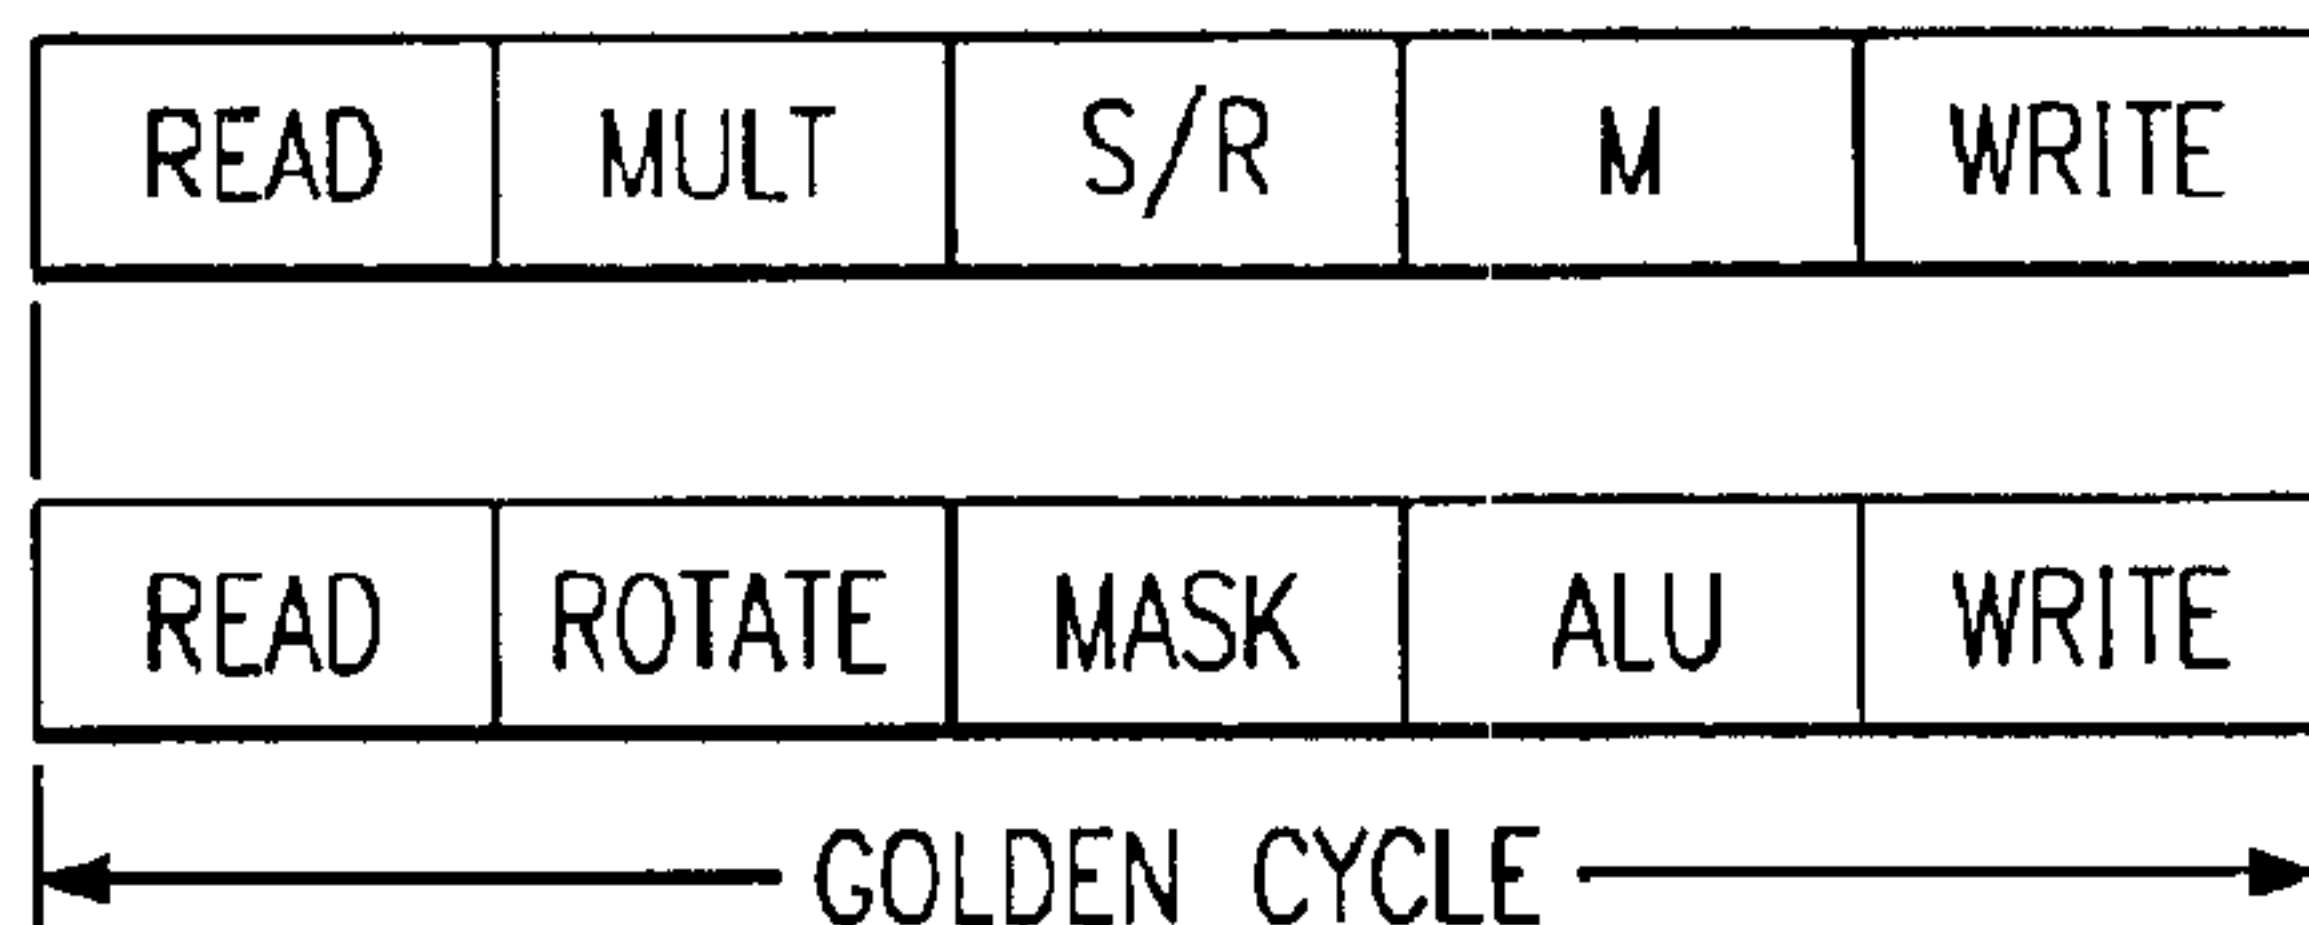 READ MULT S/R M WRITE
READ ROTATE MASK ALU WRITE
GOLDEN CYCLE